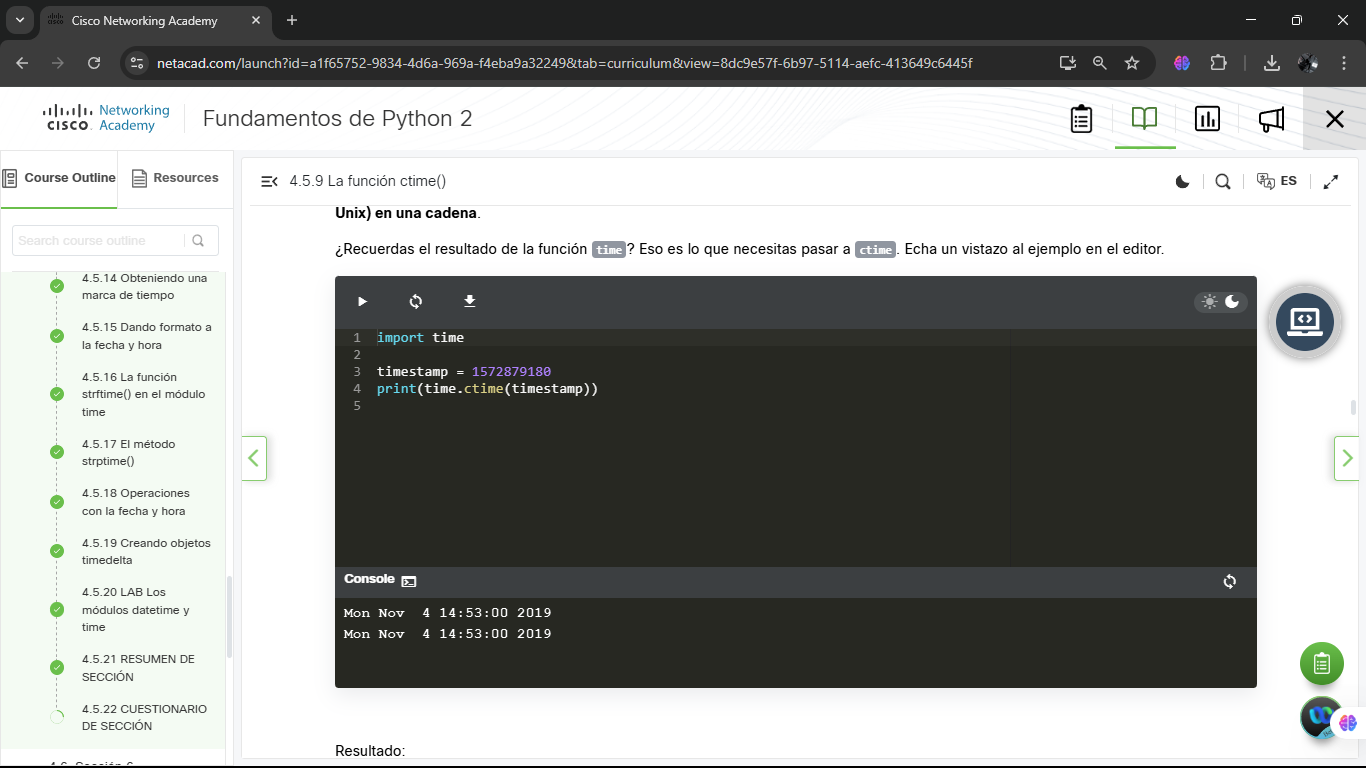 Cisco Networking Academy
netacad.com/launch?id=a1f65752-9834-4d6a-969a-f4eba9a32249&tab=curriculum&view=8dc9e57f-6b97-5114-aefc-413649c6445f
CISCO
Networking
Academy
Fundamentos de Python 2
Course Outline
Resources
Search course outline
4.5.14 Obteniendo una
marca de tiempo
4.5.15 Dando formato a
la fecha y hora
4.5.16 La función
strftime() en el módulo
time
4.5.17 El método
strptime()
4.5.18 Operaciones
con la fecha y hora
4.5.19 Creando objetos
timedelta
4.5.20 LAB Los
módulos datetime y
time
4.5.21 RESUMEN DE
SECCIÓN
4.5.22 CUESTIONARIO
DE SECCIÓN
4.5.9 La función ctime()
ES
Unix) en una cadena.
¿Recuerdas el resultado de la función time? Eso es lo que necesitas pasar a ctime. Echa un vistazo al ejemplo en el editor.
1 import time
2
3 timestamp = 1572879180
4 print(time.ctime(timestamp))
5
Console
Mon Nov  4 14:53:00 2019
Mon Nov  4 14:53:00 2019
Resultado: